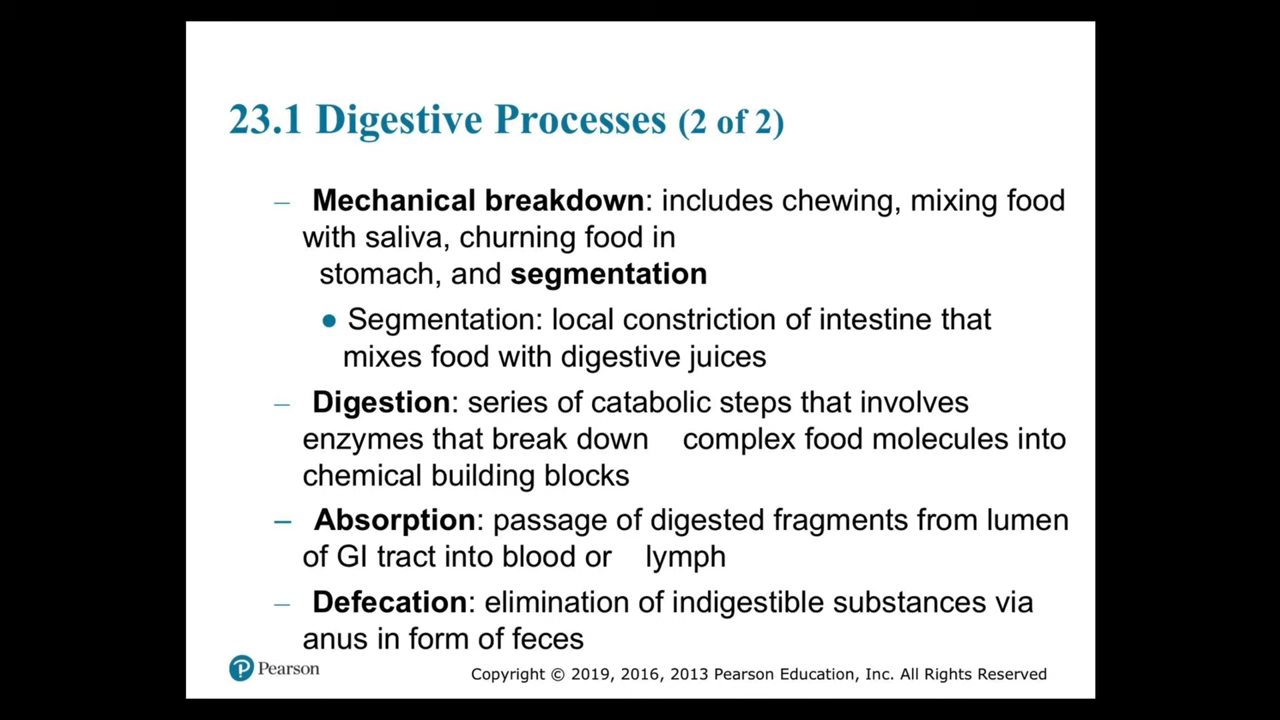 23.1 Digestive Processes (2 of 2)
– Mechanical breakdown: includes chewing, mixing food
with saliva, churning food in
stomach, and segmentation
● Segmentation: local constriction of intestine that
mixes food with digestive juices
– Digestion: series of catabolic steps that involves
enzymes that break down complex food molecules into
chemical building blocks
– Absorption: passage of digested fragments from lumen
of GI tract into blood or lymph
– Defecation: elimination of indigestible substances via
anus in form of feces
P Pearson
Copyright © 2019, 2016, 2013 Pearson Education, Inc. All Rights Reserved